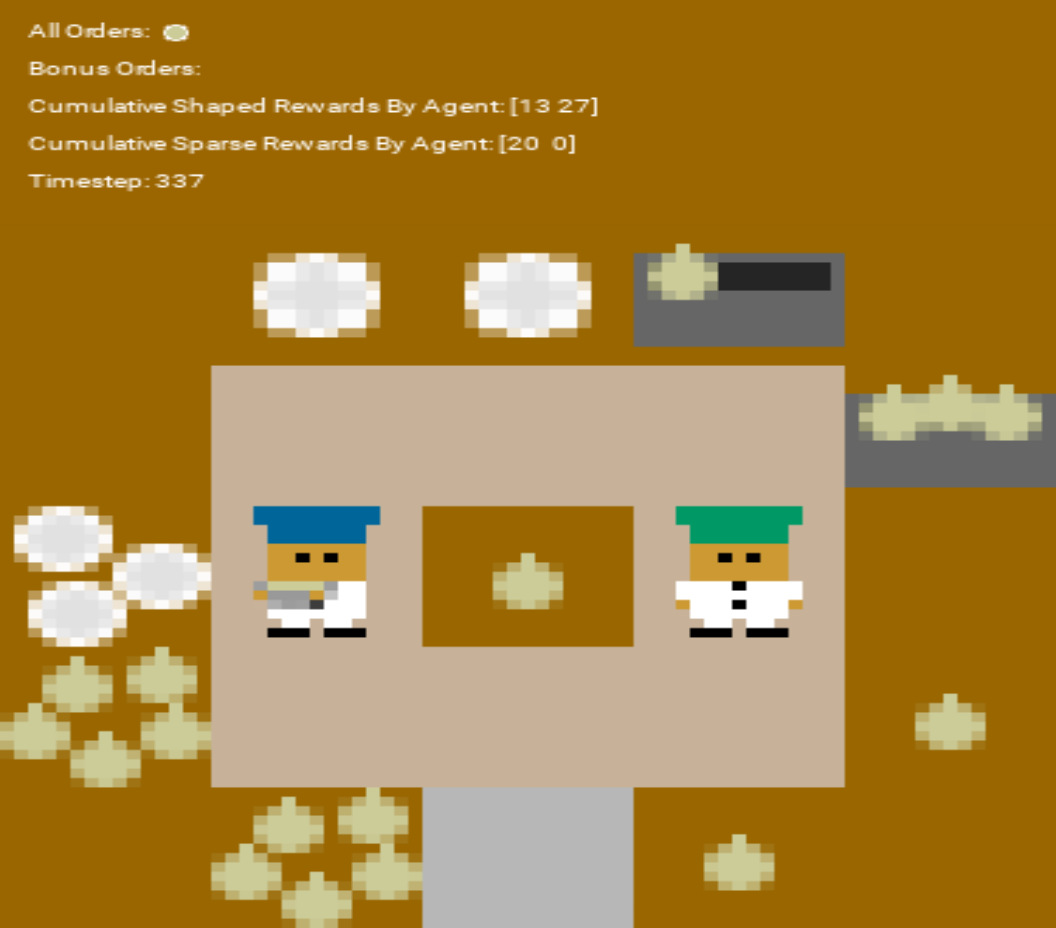 All Orders:
Bonus Orders:
Cumulative Shaped Rewards By Agent: [13 27]
Cumulative Sparse Rewards By Agent: [20  0]
Timestep: 337